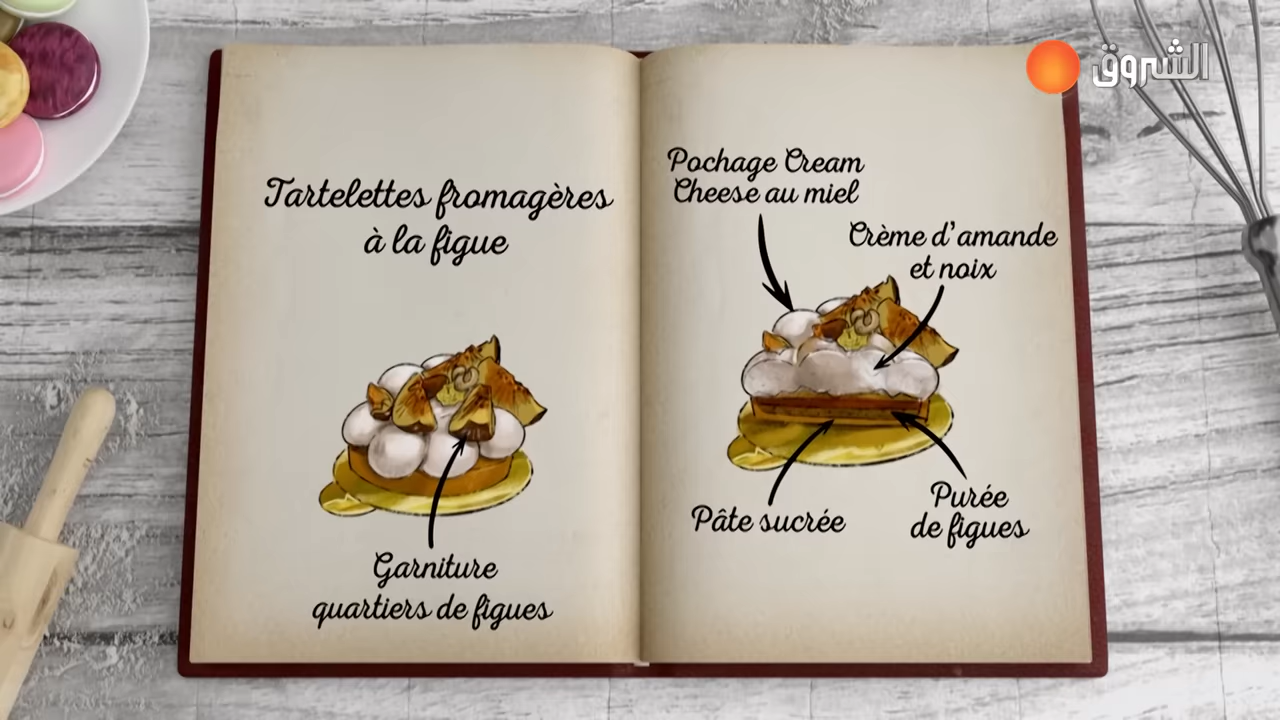 الشروق
Tartelettes fromagères
à la figue
Garniture
quartiers de figues
Pochage Cream
Cheese au miel
Crème d'amande
et noix
Pâte sucrée
Purée
de figues